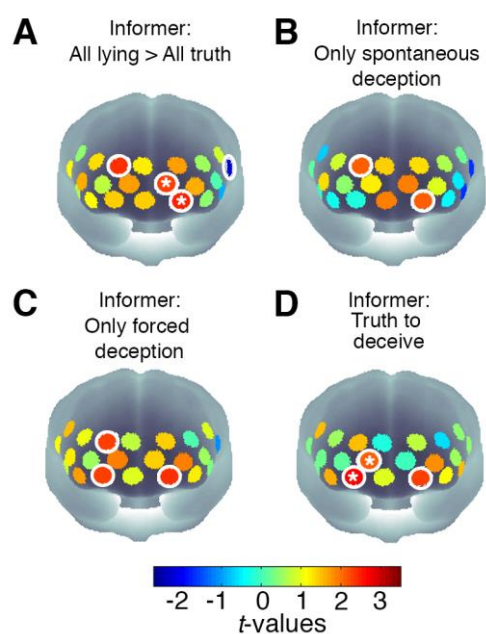 A
Informer:
All lying > All truth
B
Informer:
Only spontaneous
deception
* *
C
Informer:
Only forced
deception
D
Informer:
Truth to
deceive
* *
-2 -1 0 1 2 3
t-values